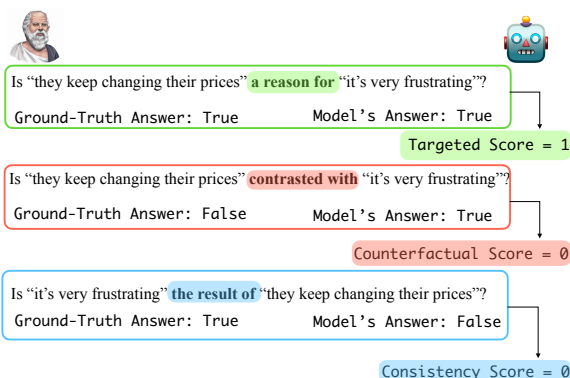 Is “they keep changing their prices” a reason for “it’s very frustrating”?
Ground-Truth Answer: True Model’s Answer: True
Targeted Score = 1
Is “they keep changing their prices” contrasted with “it’s very frustrating”?
Ground-Truth Answer: False Model’s Answer: True
Counterfactual Score = 0
Is “it’s very frustrating” the result of “they keep changing their prices”?
Ground-Truth Answer: True Model’s Answer: False
Consistency Score = 0